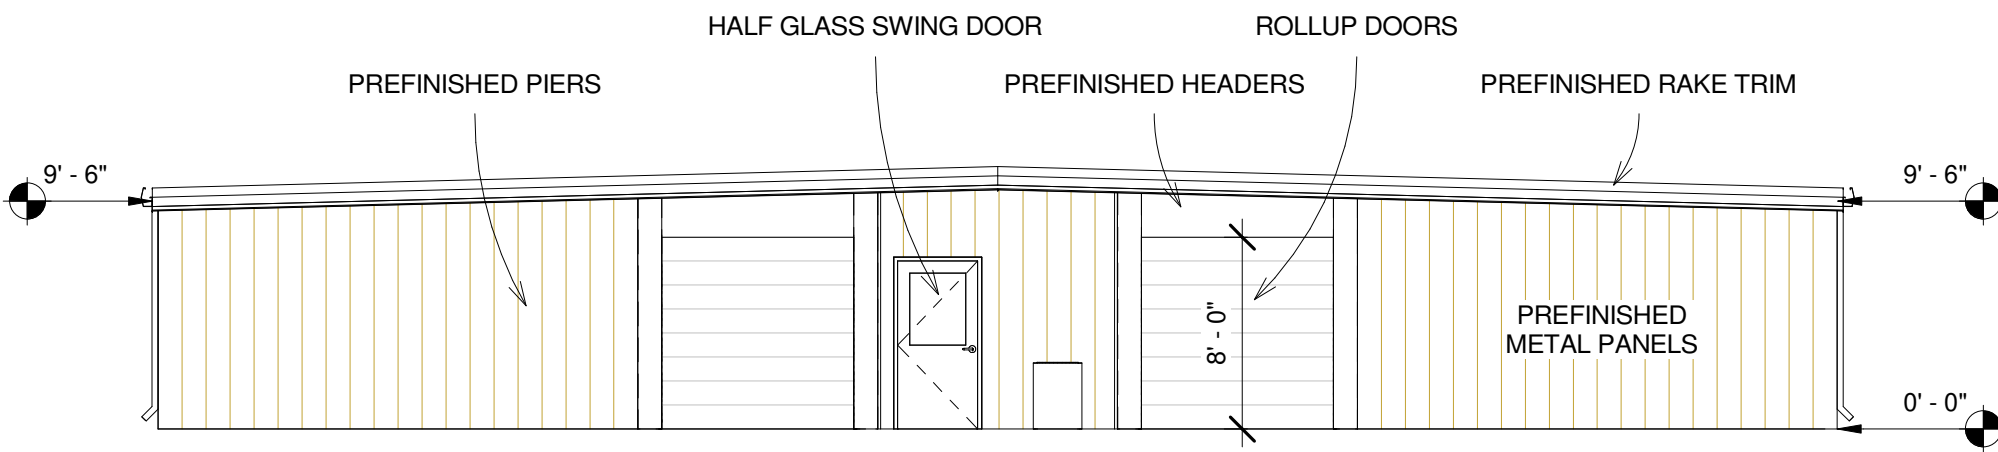 HALF GLASS SWING DOOR
ROLLUP DOORS
PREFINISHED PIERS
PREFINISHED HEADERS
PREFINISHED RAKE TRIM
9' - 6"
9' - 6"
8' - 0"
PREFINISHED
METAL PANELS
0' - 0"